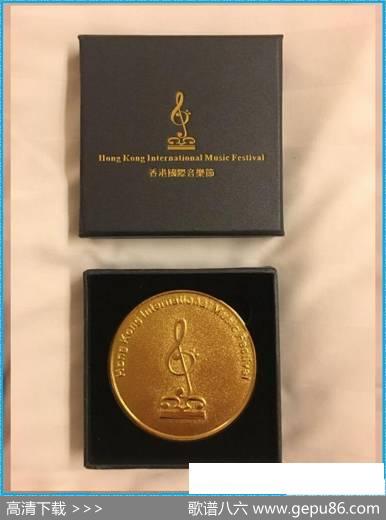 Hong Kong International Music Festival
香港國際音樂節
Hong Kong International Music Festival
高清下载 >>>
歌谱八六 www.gepu86.com